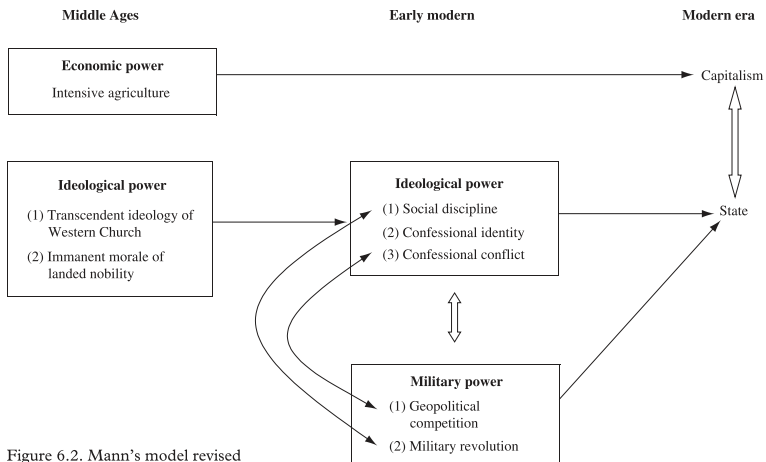 Middle Ages
Early modern
Modern era
Economic power
Intensive agriculture
Capitalism
Ideological power
(1) Transcendent ideology of
Western Church
(2) Immanent morale of
landed nobility
Ideological power
(1) Social discipline
(2) Confessional identity
(3) Confessional conflict
State
Military power
(1) Geopolitical
competition
(2) Military revolution
Figure 6.2. Mann's model revised